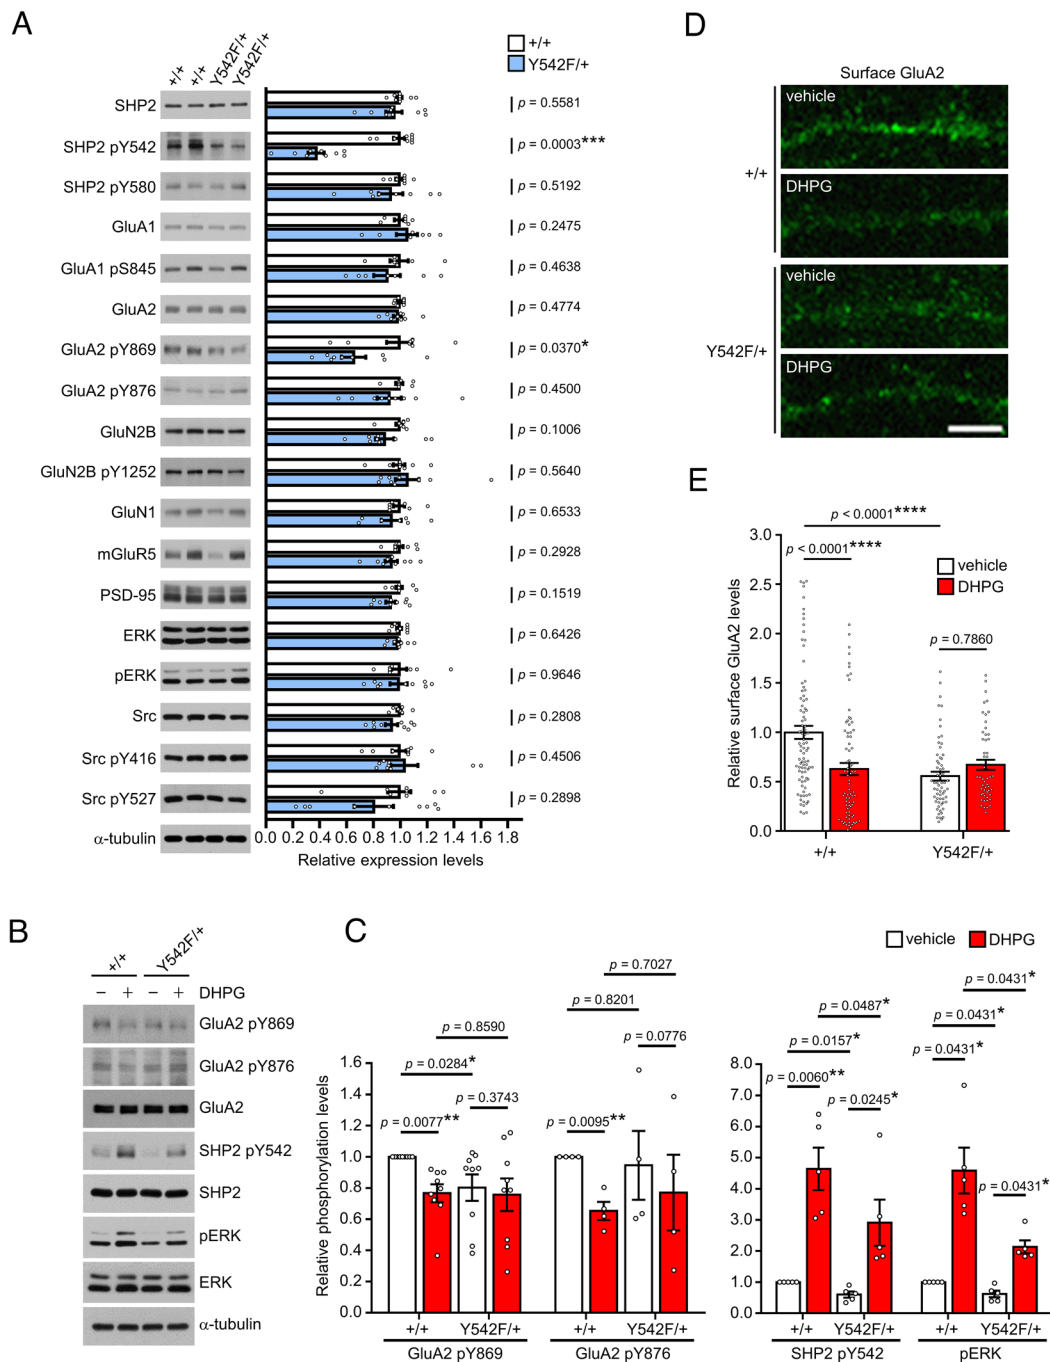 A
+/+
+/+
Y542F/+
Y542F/+
+/+
Y542F/+
SHP2
p = 0.5581
SHP2 pY542
p = 0.0003***
SHP2 pY580
p = 0.5192
GluA1
p = 0.2475
GluA1 pS845
p = 0.4638
GluA2
p = 0.4774
GluA2 pY869
p = 0.0370*
GluA2 pY876
p = 0.4500
GluN2B
p = 0.1006
GluN2B pY1252
p = 0.5640
GluN1
p = 0.6533
mGluR5
p = 0.2928
PSD-95
p = 0.1519
ERK
p = 0.6426
pERK
p = 0.9646
Src
p = 0.2808
Src pY416
p = 0.4506
Src pY527
p = 0.2898
α-tubulin
0.0 0.2 0.4 0.6 0.8 1.0 1.2 1.4 1.6 1.8
Relative expression levels
D
Surface GluA2
vehicle
+/+
DHPG
vehicle
Y542F/+
DHPG
E
p < 0.0001****
p < 0.0001****
vehicle
DHPG
p = 0.7860
Relative surface GluA2 levels
3.0
2.5
2.0
1.5
1.0
0.5
0.0
+/+ Y542F/+
B
+/+ Y542F/+
− + − + DHPG
GluA2 pY869
GluA2 pY876
GluA2
SHP2 pY542
SHP2
pERK
ERK
α-tubulin
C
vehicle DHPG
Relative phosphorylation levels
1.6
1.4
1.2
1.0
0.8
0.6
0.4
0.2
0.0
p = 0.8590
p = 0.0284*
p = 0.3743
p = 0.0077**
p = 0.7027
p = 0.8201
p = 0.0776
p = 0.0095**
+/+ Y542F/+ +/+ Y542F/+
GluA2 pY869 GluA2 pY876
8.0
7.0
6.0
5.0
4.0
3.0
2.0
1.0
0.0
p = 0.0487*
p = 0.0157*
p = 0.0060**
p = 0.0245*
p = 0.0431*
p = 0.0431*
p = 0.0431*
p = 0.0431*
+/+ Y542F/+ +/+ Y542F/+
SHP2 pY542 pERK